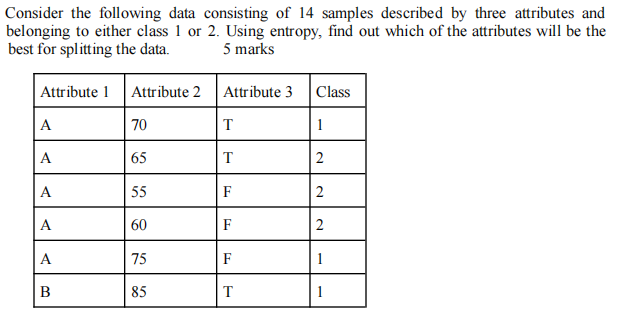 Consider the following data consisting of 14 samples described by three attributes and
belonging to either class 1 or 2. Using entropy, find out which of the attributes will be the
best for splitting the data. 5 marks
Attribute 1 Attribute 2 Attribute 3 Class
A 70 T 1
A 65 T 2
A 55 F 2
A 60 F 2
A 75 F 1
B 85 T 1